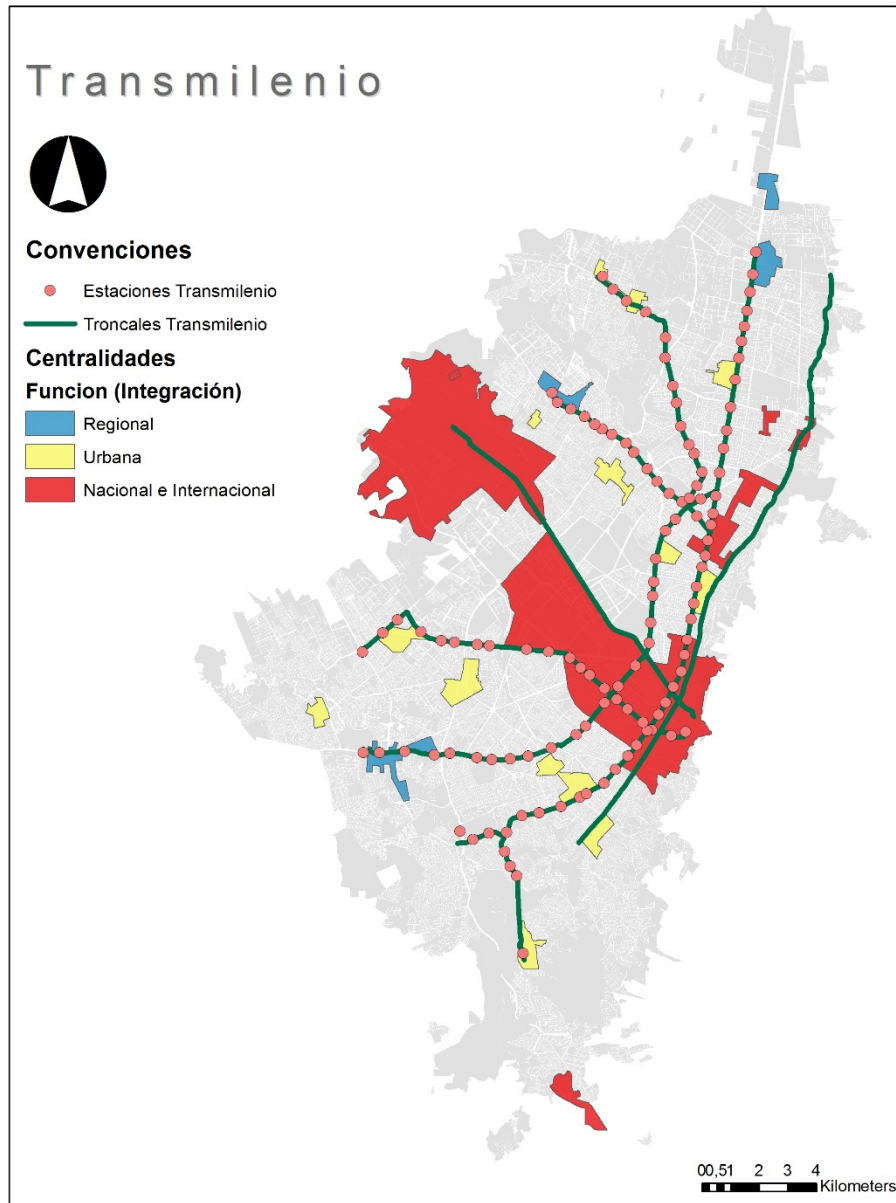 Transmilenio
Convenciones
Estaciones Transmilenio
Troncales Transmilenio
Centralidades
Funcion (Integración)
Regional
Urbana
Nacional e Internacional
00,51 2 3 4
Kilometers